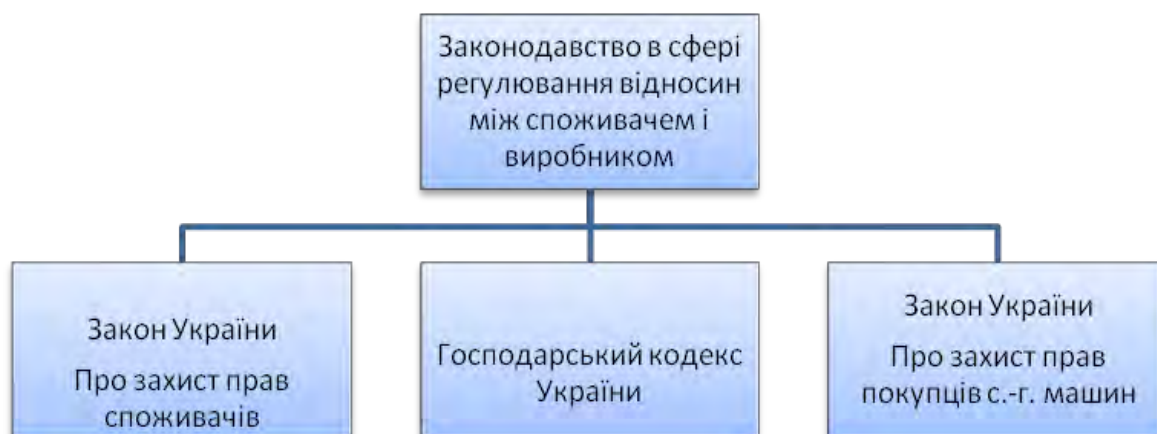 Законодавство в сфері
регулювання відносин
між споживачем і
виробником
Закон України
Про захист прав
споживачів
Господарський кодекс
України
Закон України
Про захист прав
покупців с.-г. машин